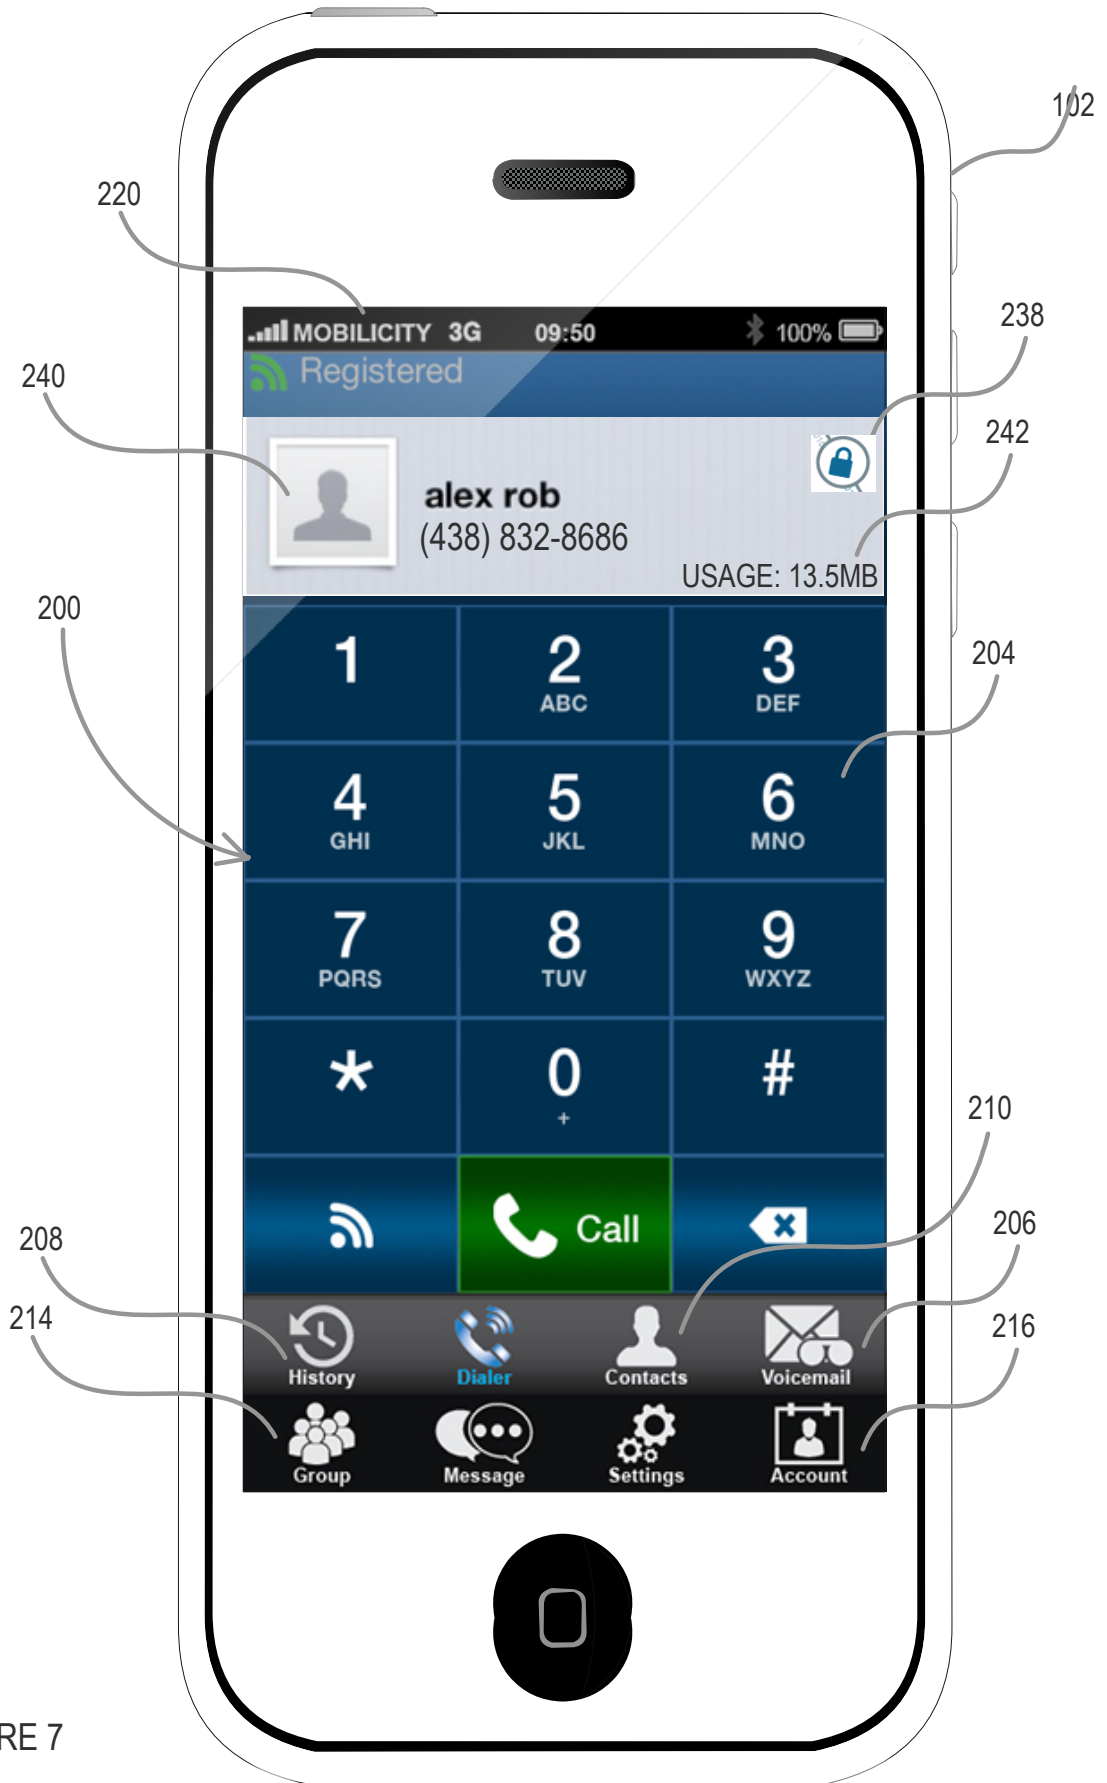 102
220
MOBILICITY 3G 09:50 100%
238
Registered
240
242
alex rob
(438) 832-8686
USAGE: 13.5MB
200
1 2 3
ABC DEF
204
4 5 6
GHI JKL MNO
7 8 9
PQRS TUV WXYZ
* 0 #
+
210
Call
208
206
214
216
History Dialer Contacts Voicemail
Group Message Settings Account
RE 7